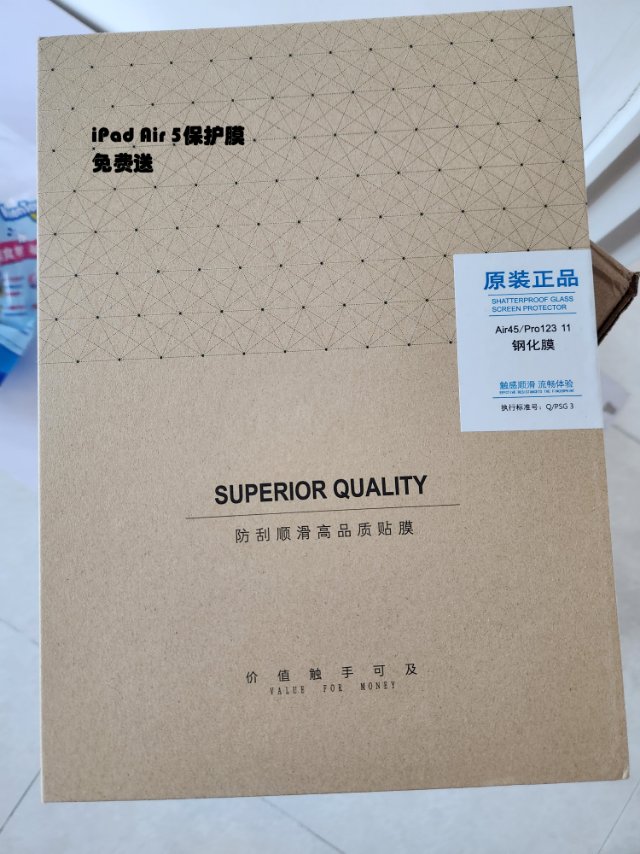 iPad Air 5保护膜
免费送
原装正品
SHATTERPROOF GLASS
SCREEN PROTECTOR
Air45/Pro123 11
钢化膜
触感顺滑 流畅体验
执行标准号：Q/PSG 3
SUPERIOR QUALITY
防刮顺滑高品质贴膜
价值触手可及
VALUE FOR MONEY